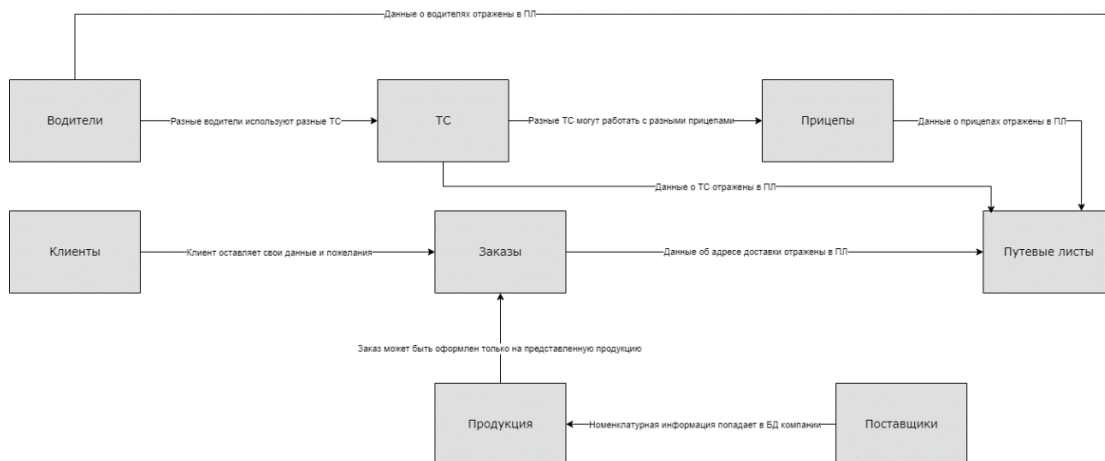 Данные о водителях отражены в ПЛ
Водители
Разные водители используют разные ТС
ТС
Разные ТС могут работать с разными прицепами
Прицепы
Данные о прицепах отражены в ПЛ
Данные о ТС отражены в ПЛ
Клиенты
Клиент оставляет свои данные и пожелания
Заказы
Данные об адресе доставки отражены в ПЛ
Путевые листы
Заказ может быть оформлен только на представленную продукцию
Продукция
Номенклатурная информация попадает в БД компании
Поставщики